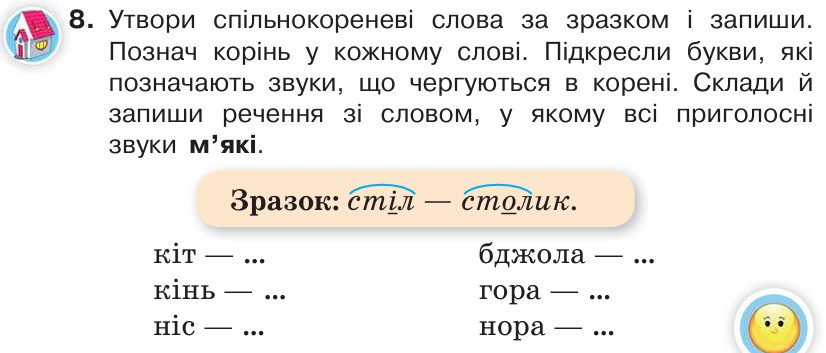 8. Утвори спільнокореневі слова за зразком і запиши.
Познач корінь у кожному слові. Підкресли букви, які
позначають звуки, що чергуються в корені. Склади й
запиши речення зі словом, у якому всі приголосні
звуки м’які.
Зразок: стіл — столик.
кіт — ...
кінь — ...
ніс — ...
бджола — ...
гора — ...
нора — ...